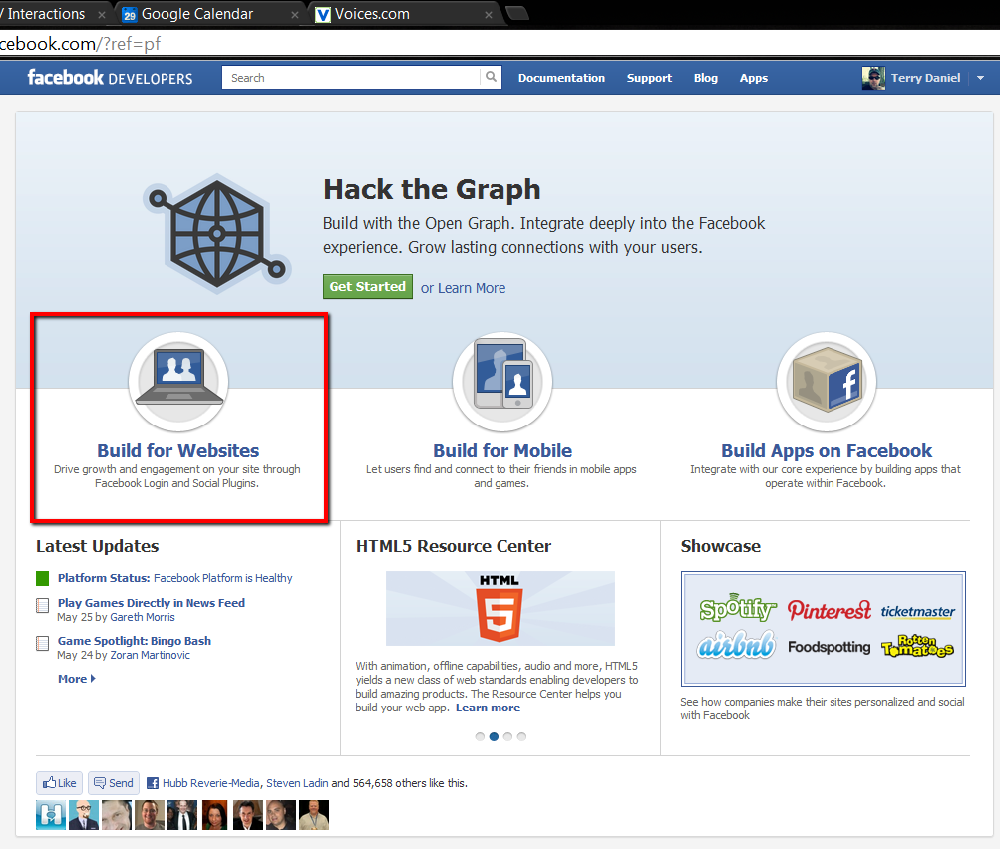 / Interactions
29 Google Calendar
V Voices.com
cebook.com/?ref=pf
facebook DEVELOPERS
Search
Documentation Support Blog Apps
Terry Daniel
Hack the Graph
Build with the Open Graph. Integrate deeply into the Facebook
experience. Grow lasting connections with your users.
Get Started or Learn More
Build for Websites
Drive growth and engagement on your site through
Facebook Login and Social Plugins.
Build for Mobile
Let users find and connect to their friends in mobile apps
and games.
f
Build Apps on Facebook
Integrate with our core experience by building apps that
operate within Facebook.
Latest Updates
Platform Status: Facebook Platform is Healthy
Play Games Directly in News Feed
May 25 by Gareth Morris
Game Spotlight: Bingo Bash
May 24 by Zoran Martinovic
More
HTML5 Resource Center
HTML
5
With animation, offline capabilities, audio and more, HTML5
yields a new class of web standards enabling developers to
build amazing products. The Resource Center helps you
build your web app. Learn more
Showcase
Spotify Pinterest ticketmaster
airbnb Foodspotting Rotten Tomatoes
See how companies make their sites personalized and social
with Facebook
Like Send f Hubb Reverie-Media, Steven Ladin and 564,658 others like this.
H